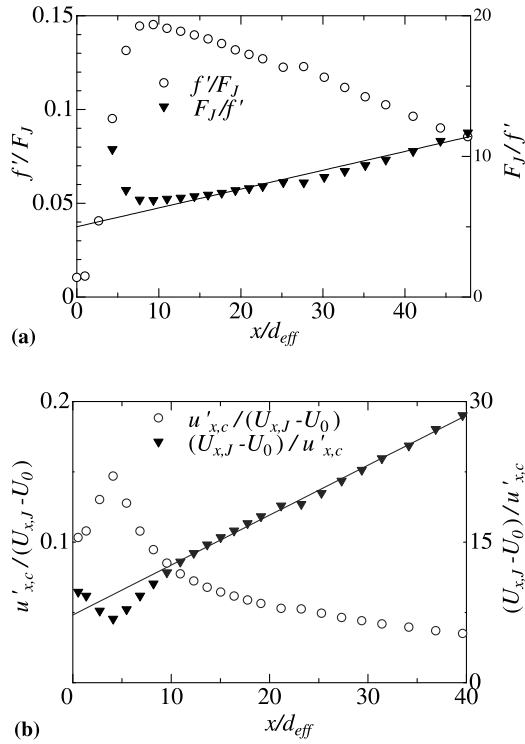 0.15
20
f'/F_J
F_J/f'
0.1
f'/F_J
10
F_J/f'
0.05
0
0
0
10
20
30
40
x/d_eff
(a)
0.2
30
u'_x,c/(U_x,J-U_0)
(U_x,J-U_0)/u'_x,c
u'_x,c/(U_x,J-U_0)
0.1
15
(U_x,J-U_0)/u'_x,c
0
0
0
10
20
30
40
x/d_eff
(b)